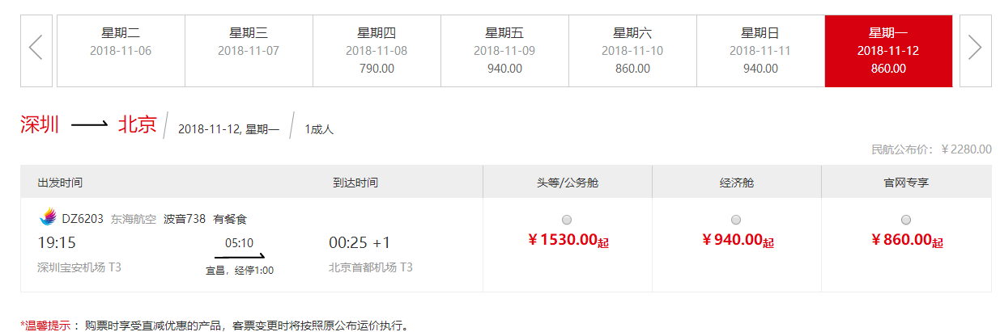 星期二 星期三 星期四 星期五 星期六 星期日 星期一
2018-11-06 2018-11-07 2018-11-08 2018-11-09 2018-11-10 2018-11-11 2018-11-12
790.00 940.00 860.00 940.00 860.00
深圳 北京 2018-11-12, 星期一 1成人
民航公布价：￥2280.00
出发时间 到达时间 头等/公务舱 经济舱 官网专享
DZ6203 东海航空 波音738 有餐食
19:15 05:10 00:25 +1 ￥1530.00起 ￥940.00起 ￥860.00起
深圳宝安机场 T3 宜昌，经停1:00 北京首都机场 T3
*温馨提示： 购票时享受直减优惠的产品，客票变更时将按照原公布运价执行。